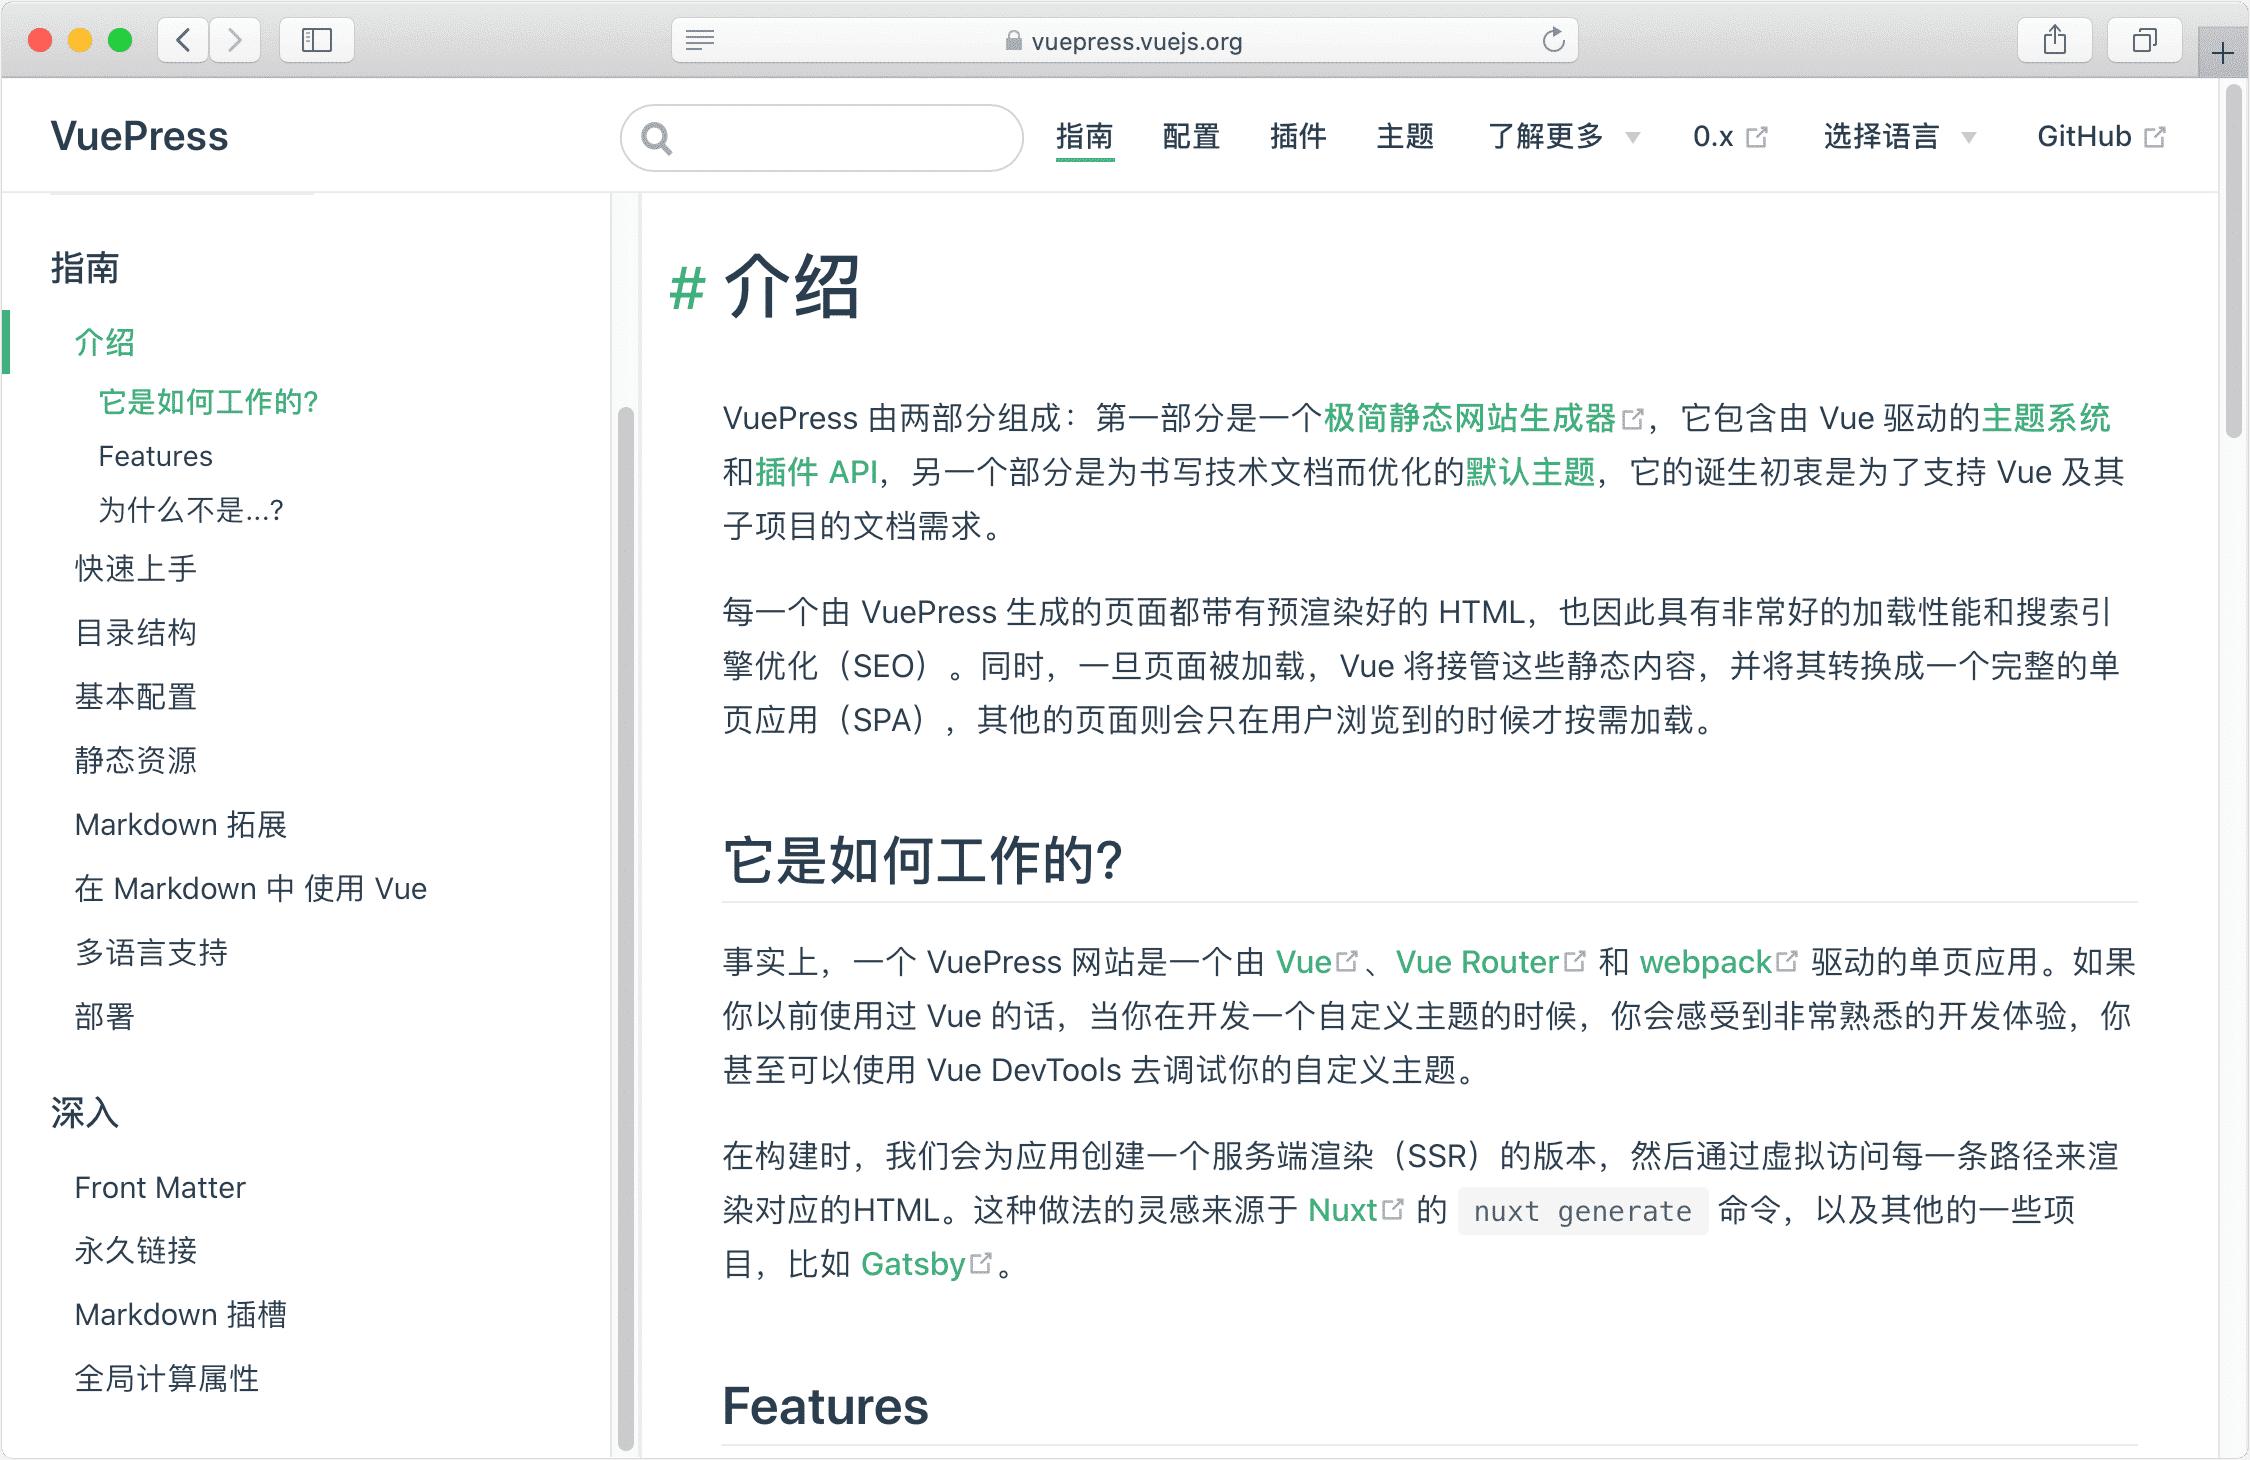 vuepress.vuejs.org
VuePress
指南 配置 插件 主题 了解更多 0.x 选择语言 GitHub
指南
介绍
它是如何工作的?
Features
为什么不是...?
快速上手
目录结构
基本配置
静态资源
Markdown 拓展
在 Markdown 中 使用 Vue
多语言支持
部署
深入
Front Matter
永久链接
Markdown 插槽
全局计算属性
# 介绍
VuePress 由两部分组成：第一部分是一个极简静态网站生成器，它包含由 Vue 驱动的主题系统
和插件 API，另一个部分是为书写技术文档而优化的默认主题，它的诞生初衷是为了支持 Vue 及其
子项目的文档需求。
每一个由 VuePress 生成的页面都带有预渲染好的 HTML，也因此具有非常好的加载性能和搜索引
擎优化（SEO）。同时，一旦页面被加载，Vue 将接管这些静态内容，并将其转换成一个完整的单
页应用（SPA），其他的页面则会只在用户浏览到的时候才按需加载。
它是如何工作的?
事实上，一个 VuePress 网站是一个由 Vue、Vue Router 和 webpack 驱动的单页应用。如果
你以前使用过 Vue 的话，当你在开发一个自定义主题的时候，你会感受到非常熟悉的开发体验，你
甚至可以使用 Vue DevTools 去调试你的自定义主题。
在构建时，我们会为应用创建一个服务端渲染（SSR）的版本，然后通过虚拟访问每一条路径来渲
染对应的HTML。这种做法的灵感来源于 Nuxt 的 nuxt generate 命令，以及其他的一些项
目，比如 Gatsby。
Features